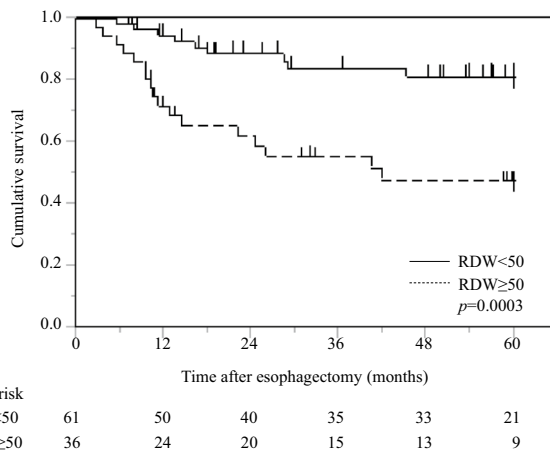 1.0
0.8
0.6
0.4
0.2
0.0
Cumulative survival
RDW<50
RDW≥50
p=0.0003
0 12 24 36 48 60
Time after esophagectomy (months)
risk
<50 61 50 40 35 33 21
≥50 36 24 20 15 13 9